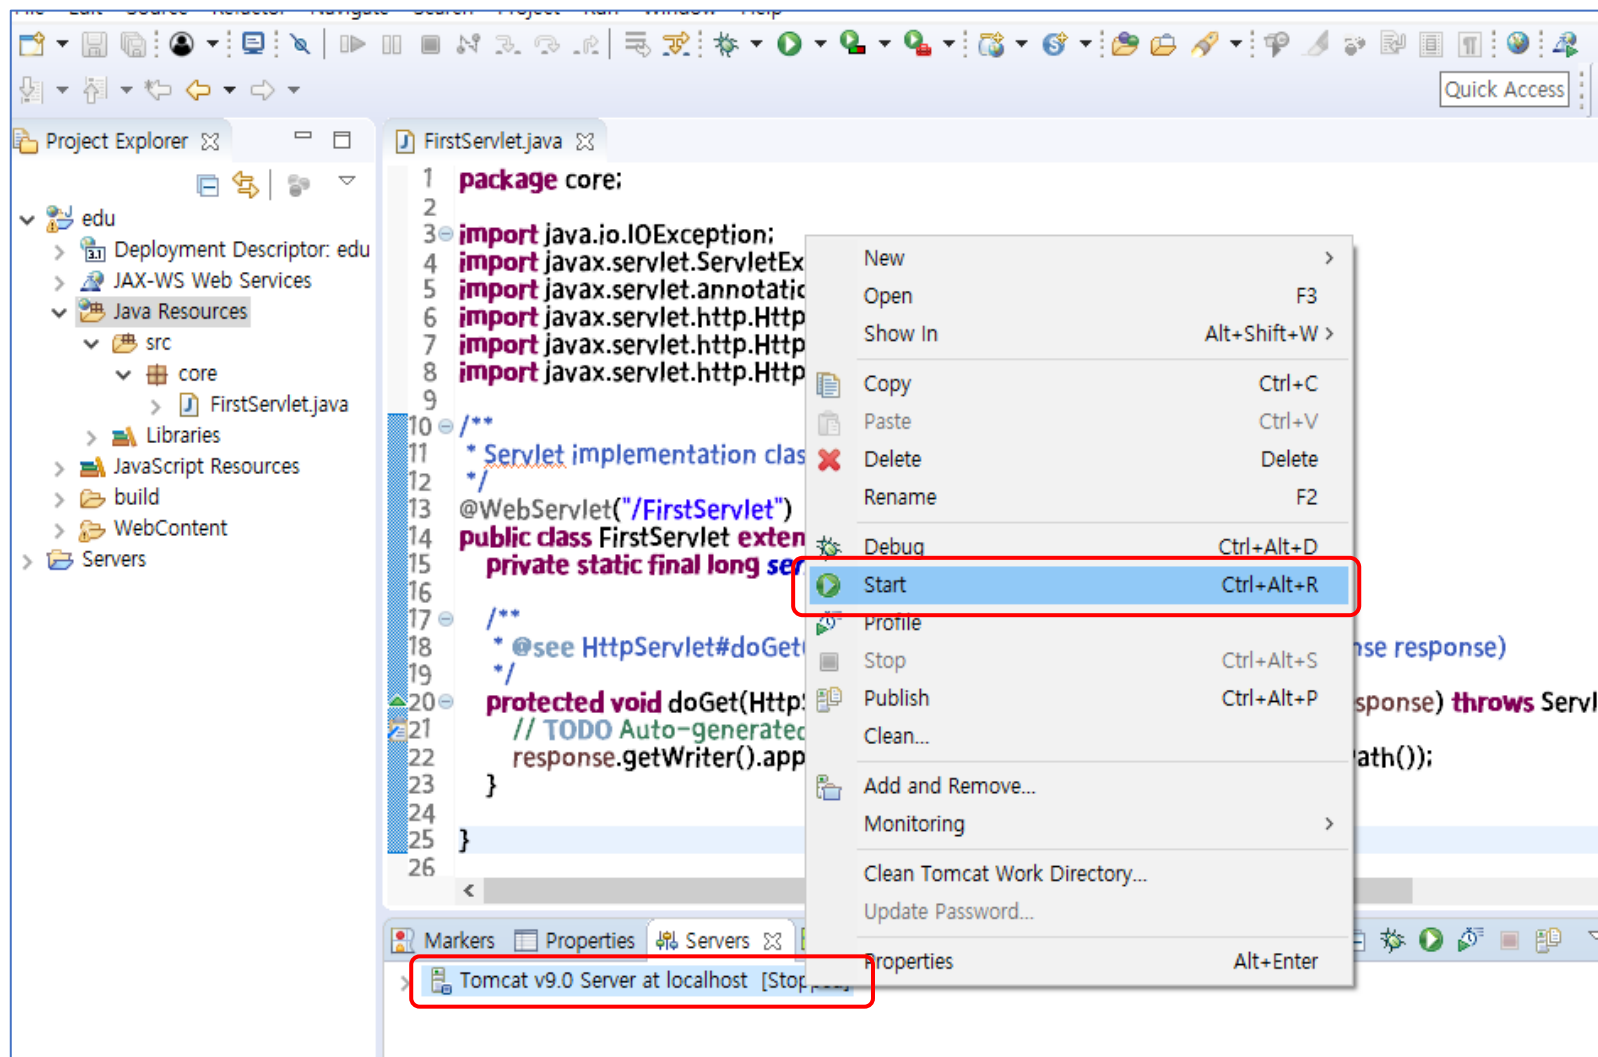 Quick Access
Project Explorer
edu
Deployment Descriptor: edu
JAX-WS Web Services
Java Resources
src
core
FirstServlet.java
Libraries
JavaScript Resources
build
WebContent
Servers
FirstServlet.java
1 package core;
2
3 import java.io.IOException;
4 import javax.servlet.ServletEx
5 import javax.servlet.annotatic
6 import javax.servlet.http.Http
7 import javax.servlet.http.Http
8 import javax.servlet.http.Http
9
10 /**
11 * Servlet implementation clas
12 */
13 @WebServlet("/FirstServlet")
14 public class FirstServlet exten
15 private static final long ser
16
17 /**
18 * @see HttpServlet#doGet( nse response)
19 */
20 protected void doGet(Http sponse) throws Servl
21 // TODO Auto-generated
22 response.getWriter().app ath());
23 }
24
25 }
26
New
Open F3
Show In Alt+Shift+W
Copy Ctrl+C
Paste Ctrl+V
Delete Delete
Rename F2
Debug Ctrl+Alt+D
Start Ctrl+Alt+R
Profile
Stop Ctrl+Alt+S
Publish Ctrl+Alt+P
Clean...
Add and Remove...
Monitoring
Clean Tomcat Work Directory...
Update Password...
Properties Alt+Enter
Markers Properties Servers
Tomcat v9.0 Server at localhost [Stopped]